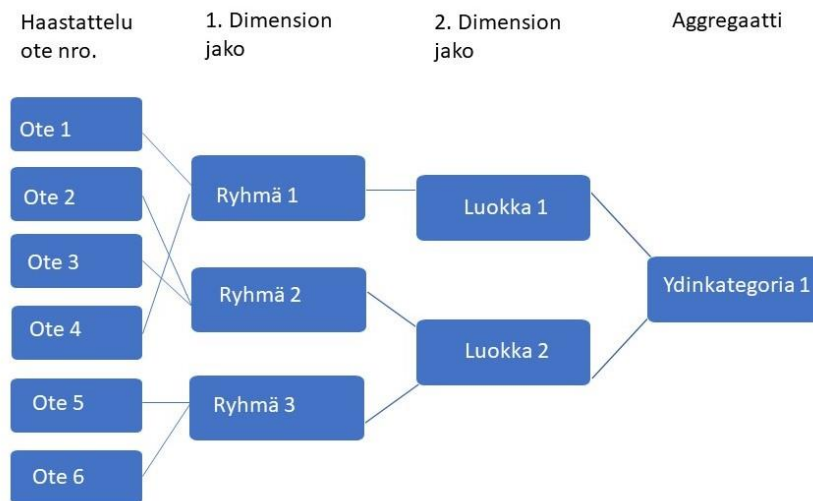 Haastattelu
ote nro.
1. Dimension
jako
2. Dimension
jako
Aggregaatti
Ote 1
Ote 2
Ote 3
Ote 4
Ote 5
Ote 6
Ryhmä 1
Ryhmä 2
Ryhmä 3
Luokka 1
Luokka 2
Ydinkategoria 1